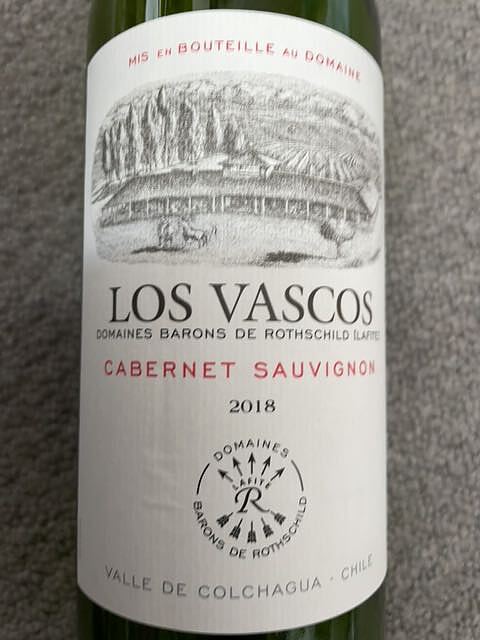 MIS EN BOUTEILLE AU DOMAINE
LOS VASCOS
DOMAINES BARONS DE ROTHSCHILD (LAFITE)
CABERNET SAUVIGNON
2018
DOMAINES
LAFITE
R
BARONS DE ROTHSCHILD
VALLE DE COLCHAGUA · CHILE